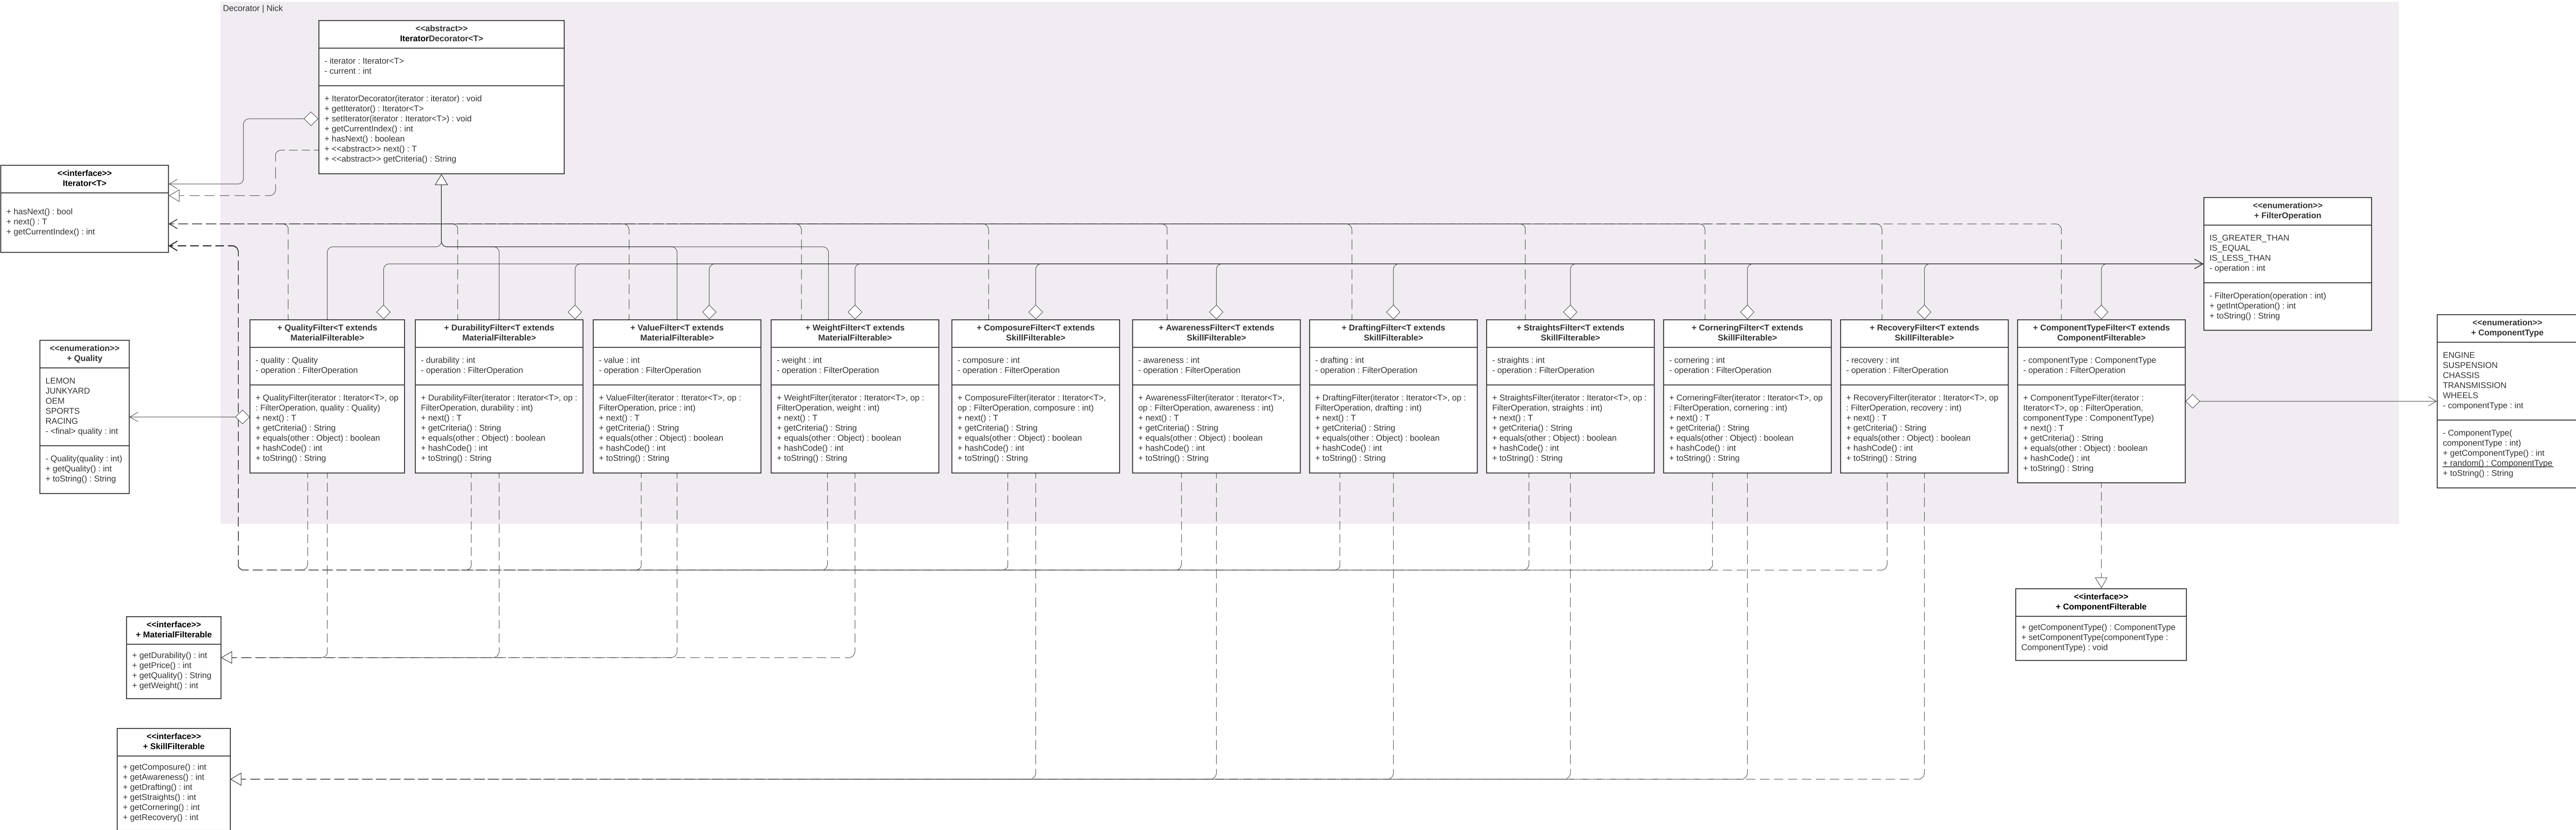 Decorator | Nick
<<abstract>>
IteratorDecorator<T>
- iterator : Iterator<T>
- current : int
+ IteratorDecorator(iterator : iterator) : void
+ getIterator() : Iterator<T>
+ setIterator(iterator : Iterator<T>) : void
+ getCurrentIndex() : int
+ hasNext() : boolean
+ <<abstract>> next() : T
+ <<abstract>> getCriteria() : String
<<interface>>
Iterator<T>
+ hasNext() : bool
+ next() : T
+ getCurrentIndex() : int
<<enumeration>>
+ FilterOperation
IS_GREATER_THAN
IS_EQUAL
IS_LESS_THAN
- operation : int
- FilterOperation(operation : int)
+ getIntOperation() : int
+ toString() : String
<<enumeration>>
+ Quality
LEMON
JUNKYARD
OEM
SPORTS
RACING
- <final> quality : int
- Quality(quality : int)
+ getQuality() : int
+ toString() : String
+ QualityFilter<T extends
MaterialFilterable>
- quality : Quality
- operation : FilterOperation
+ QualityFilter(iterator : Iterator<T>, op
: FilterOperation, quality : Quality)
+ next() : T
+ getCriteria() : String
+ equals(other : Object) : boolean
+ hashCode() : int
+ toString() : String
+ DurabilityFilter<T extends
MaterialFilterable>
- durability : int
- operation : FilterOperation
+ DurabilityFilter(iterator : Iterator<T>, op :
FilterOperation, durability : int)
+ next() : T
+ getCriteria() : String
+ equals(other : Object) : boolean
+ hashCode() : int
+ toString() : String
+ ValueFilter<T extends
MaterialFilterable>
- value : int
- operation : FilterOperation
+ ValueFilter(iterator : Iterator<T>, op :
FilterOperation, price : int)
+ next() : T
+ getCriteria() : String
+ equals(other : Object) : boolean
+ hashCode() : int
+ toString() : String
+ WeightFilter<T extends
MaterialFilterable>
- weight : int
- operation : FilterOperation
+ WeightFilter(iterator : Iterator<T>, op :
FilterOperation, weight : int)
+ next() : T
+ getCriteria() : String
+ equals(other : Object) : boolean
+ hashCode() : int
+ toString() : String
+ ComposureFilter<T extends
SkillFilterable>
- composure : int
- operation : FilterOperation
+ ComposureFilter(iterator : Iterator<T>,
op : FilterOperation, composure : int)
+ next() : T
+ getCriteria() : String
+ equals(other : Object) : boolean
+ hashCode() : int
+ toString() : String
+ AwarenessFilter<T extends
SkillFilterable>
- awareness : int
- operation : FilterOperation
+ AwarenessFilter(iterator : Iterator<T>,
op : FilterOperation, awareness : int)
+ next() : T
+ getCriteria() : String
+ equals(other : Object) : boolean
+ hashCode() : int
+ toString() : String
+ DraftingFilter<T extends
SkillFilterable>
- drafting : int
- operation : FilterOperation
+ DraftingFilter(iterator : Iterator<T>, op :
FilterOperation, drafting : int)
+ next() : T
+ getCriteria() : String
+ equals(other : Object) : boolean
+ hashCode() : int
+ toString() : String
+ StraightsFilter<T extends
SkillFilterable>
- straights : int
- operation : FilterOperation
+ StraightsFilter(iterator : Iterator<T>, op :
FilterOperation, straights : int)
+ next() : T
+ getCriteria() : String
+ equals(other : Object) : boolean
+ hashCode() : int
+ toString() : String
+ CorneringFilter<T extends
SkillFilterable>
- cornering : int
- operation : FilterOperation
+ CorneringFilter(iterator : Iterator<T>, op
: FilterOperation, cornering : int)
+ next() : T
+ getCriteria() : String
+ equals(other : Object) : boolean
+ hashCode() : int
+ toString() : String
+ RecoveryFilter<T extends
SkillFilterable>
- recovery : int
- operation : FilterOperation
+ RecoveryFilter(iterator : Iterator<T>, op
: FilterOperation, recovery : int)
+ next() : T
+ getCriteria() : String
+ equals(other : Object) : boolean
+ hashCode() : int
+ toString() : String
+ ComponentTypeFilter<T extends
ComponentFilterable>
- componentType : ComponentType
- operation : FilterOperation
+ ComponentTypeFilter(iterator :
Iterator<T>, op : FilterOperation,
componentType : ComponentType)
+ next() : T
+ getCriteria() : String
+ equals(other : Object) : boolean
+ hashCode() : int
+ toString() : String
<<enumeration>>
+ ComponentType
ENGINE
SUSPENSION
CHASSIS
TRANSMISSION
WHEELS
- componentType : int
- ComponentType(
componentType : int)
+ getComponentType() : int
+ random() : ComponentType
+ toString() : String
<<interface>>
+ ComponentFilterable
+ getComponentType() : ComponentType
+ setComponentType(componentType :
ComponentType) : void
<<interface>>
+ MaterialFilterable
+ getDurability() : int
+ getPrice() : int
+ getQuality() : String
+ getWeight() : int
<<interface>>
+ SkillFilterable
+ getComposure() : int
+ getAwareness() : int
+ getDrafting() : int
+ getStraights() : int
+ getCornering() : int
+ getRecovery() : int